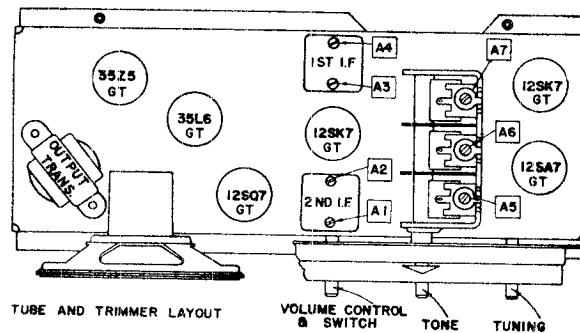 A4
1ST I.F
A3
A7
35Z5
GT
12SK7
GT
35L6
GT
12SK7
GT
A6
OUTPUT
TRANS.
12SA7
GT
A2
12SQ7
GT
2ND I.F
A1
A5
TUBE AND TRIMMER LAYOUT
VOLUME CONTROL
& SWITCH
TONE
TUNING